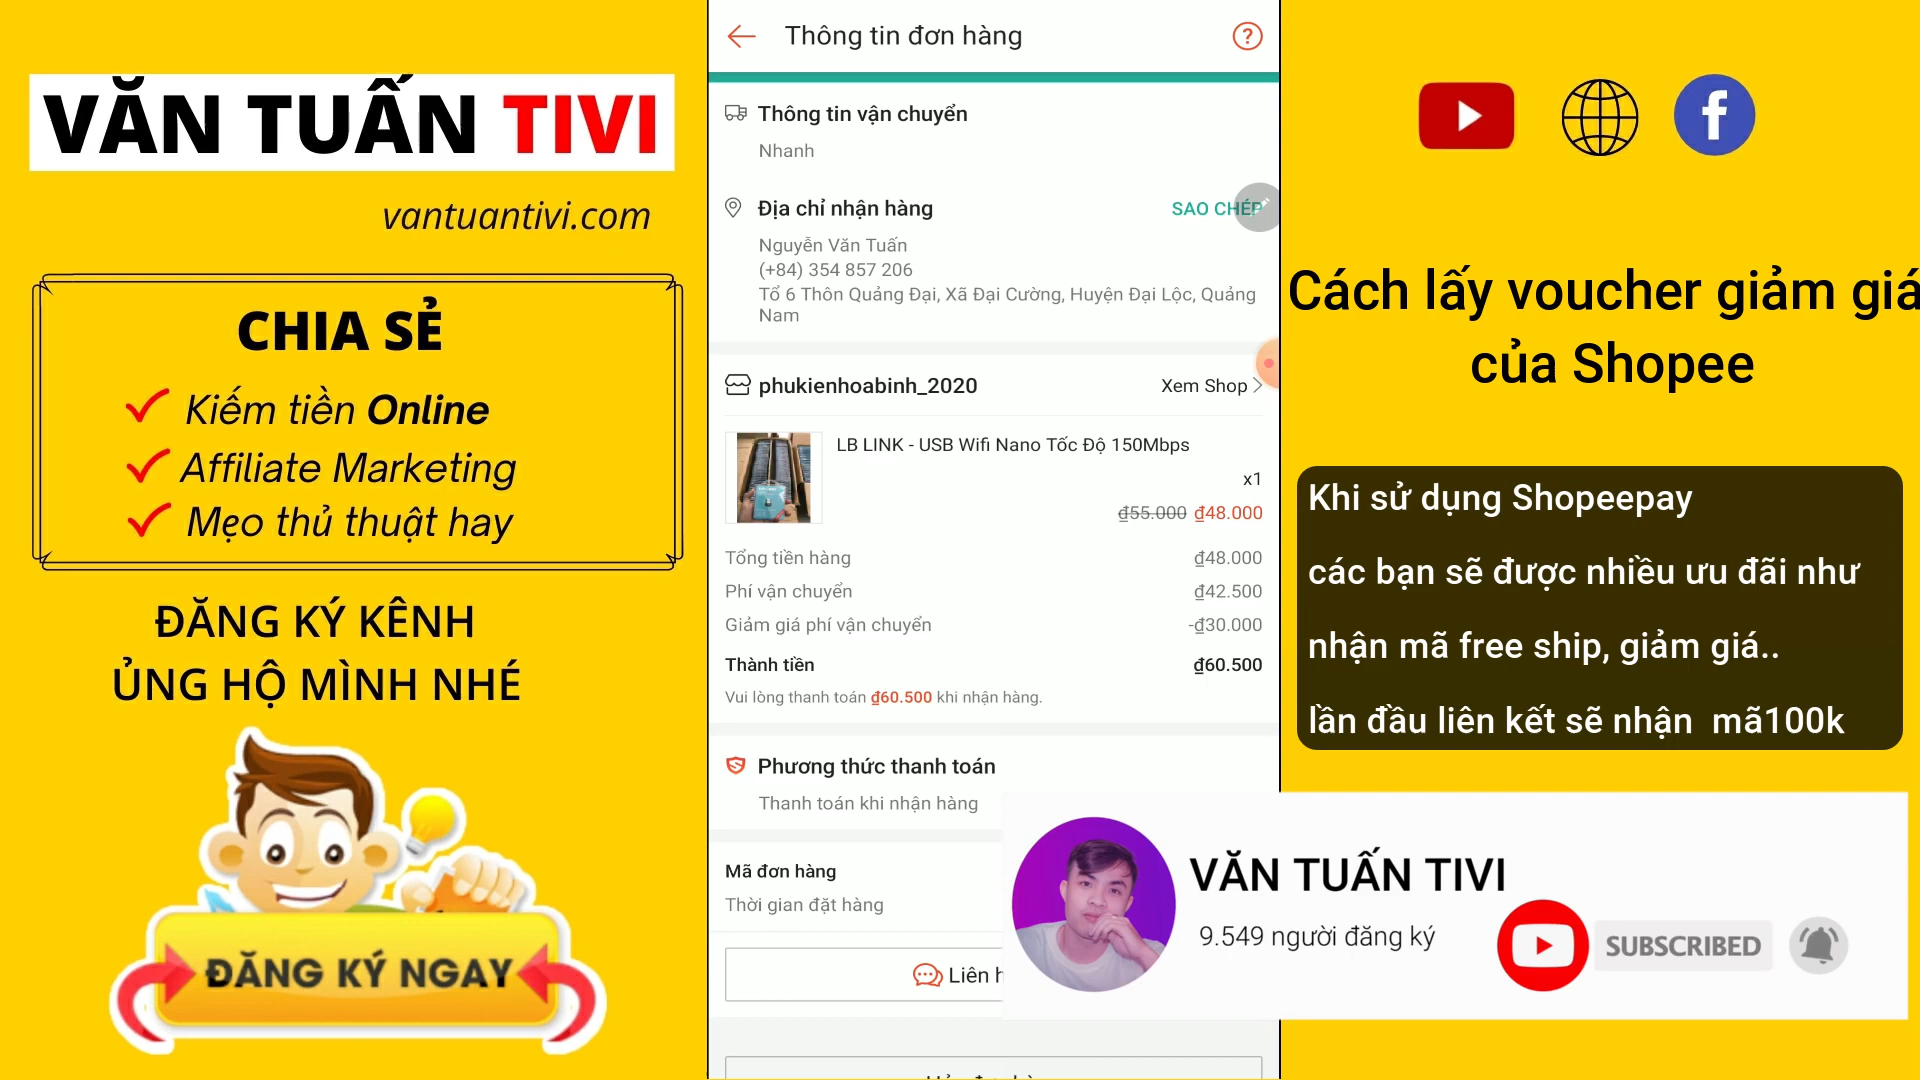 VĂN TUẤN TIVI
vantuantivi.com
CHIA SẺ
Kiếm tiền Online
Affiliate Marketing
Mẹo thủ thuật hay
ĐĂNG KÝ KÊNH
ỦNG HỘ MÌNH NHÉ
ĐĂNG KÝ NGAY
Thông tin đơn hàng
?
Thông tin vận chuyển
Nhanh
Địa chỉ nhận hàng
SAO CHÉP
Nguyễn Văn Tuấn
(+84) 354 857 206
Tổ 6 Thôn Quảng Đại, Xã Đại Cường, Huyện Đại Lộc, Quảng
Nam
phukienhoabinh_2020
Xem Shop
LB LINK - USB Wifi Nano Tốc Độ 150Mbps
x1
₫55.000 ₫48.000
Tổng tiền hàng ₫48.000
Phí vận chuyển ₫42.500
Giảm giá phí vận chuyển -₫30.000
Thành tiền ₫60.500
Vui lòng thanh toán ₫60.500 khi nhận hàng.
Phương thức thanh toán
Thanh toán khi nhận hàng
Mã đơn hàng
Thời gian đặt hàng
Liên h
f
Cách lấy voucher giảm giá
của Shopee
Khi sử dụng Shopeepay
các bạn sẽ được nhiều ưu đãi như
nhận mã free ship, giảm giá..
lần đầu liên kết sẽ nhận  mã100k
VĂN TUẤN TIVI
9.549 người đăng ký
SUBSCRIBED